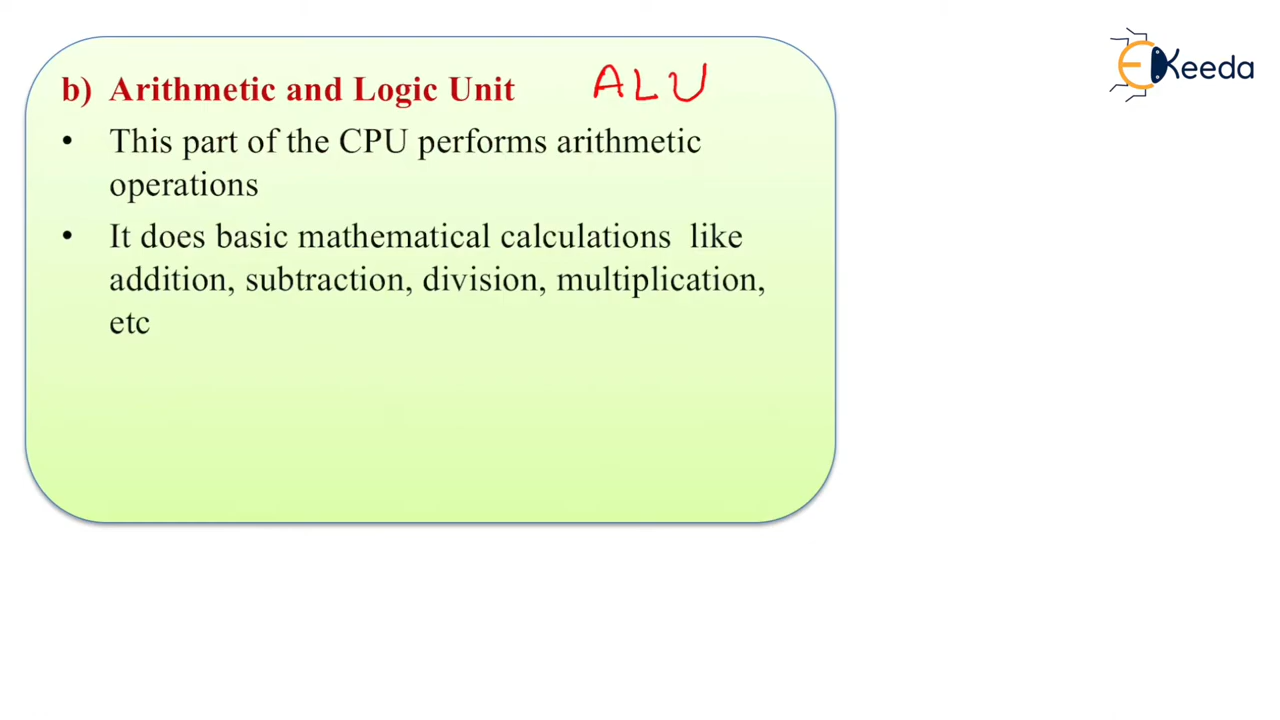 b) Arithmetic and Logic Unit ALU
• This part of the CPU performs arithmetic
operations
• It does basic mathematical calculations like
addition, subtraction, division, multiplication,
etc
EKeeda